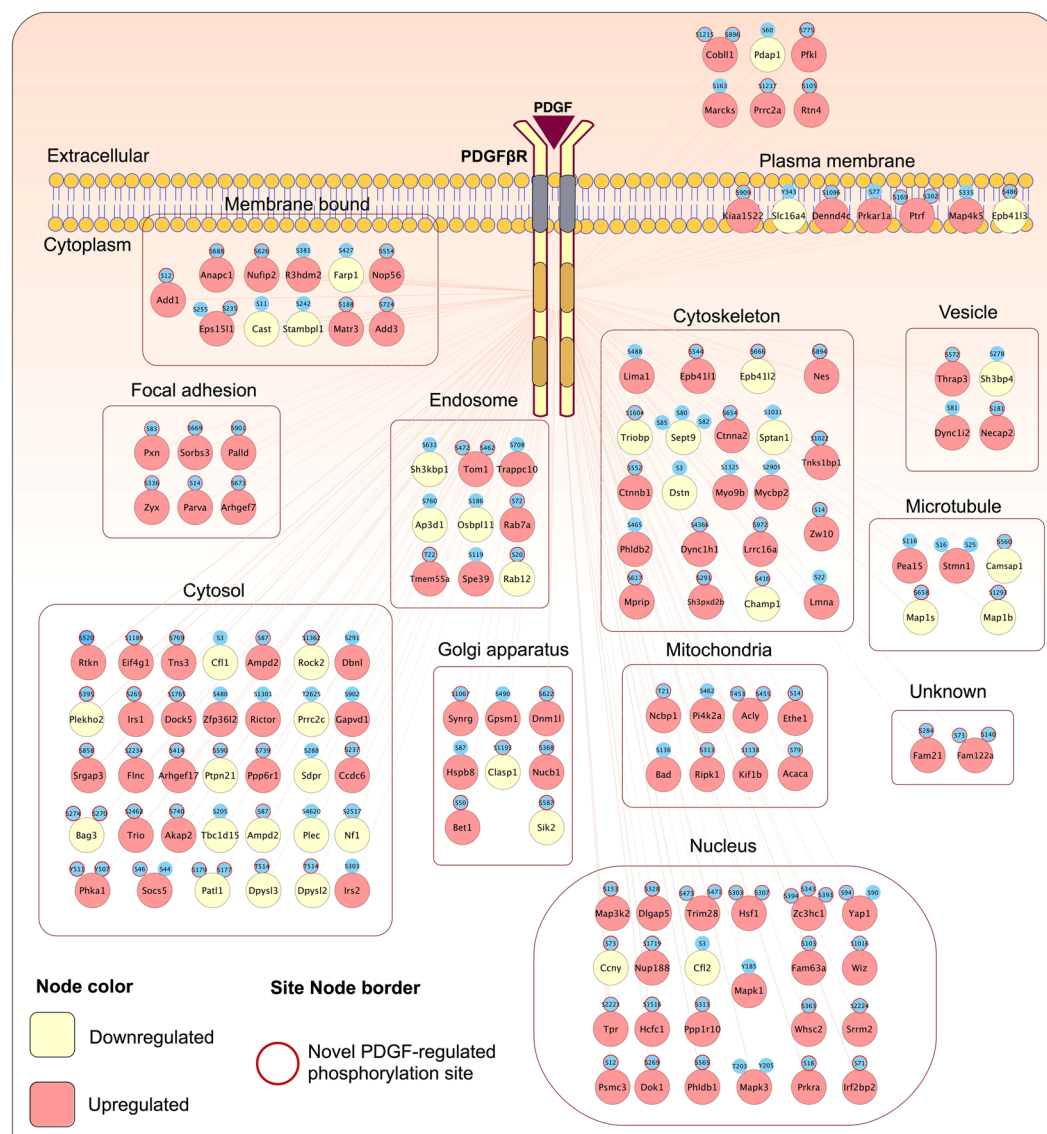 S1215 S896 S60 S775
Cobll1 Pdap1 Pfkl
S163 S1217 S105
Marcks Prrc2a Rtn4
PDGF
PDGFβR
Extracellular
Plasma membrane
S909 Y343 S1096 S77 S169 S302 S335 S486
Kiaa1522 Slc16a4 Dennd4c Prkar1a Ptrf Map4k5 Epb41l3
Membrane bound
Cytoplasm
S12 S688 S626 S381 S427 S554
Add1 Anapc1 Nufip2 R3hdm2 Farp1 Nop56
S255 S235 S11 S242 S188 S724
Eps15l1 Cast Stambpl1 Matr3 Add3
Focal adhesion
S83 S669 S901
Pxn Sorbs3 Palld
S336 S14 S673
Zyx Parva Arhgef7
Endosome
S631 S472 S462 S708
Sh3kbp1 Tom1 Trappc10
S760 S186 S72
Ap3d1 Osbpl11 Rab7a
T22 S119 S20
Tmem55a Spe39 Rab12
Cytoskeleton
S488 S544 S666 S894
Lima1 Epb41l1 Epb41l2 Nes
S1604 S85 S80 S82 S654 S1031
Triobp Sept9 Ctnna2 Sptan1
S1022
Tnks1bp1
S552 S3 S1325 S2905
Ctnnb1 Dstn Myo9b Mycbp2
S14
Zw10
S465 S4366 S972
Phldb2 Dync1h1 Lrrc16a
S617 S291 S416 S22
Mprip Sh3pxd2b Champ1 Lmna
Vesicle
S572 S278
Thrap3 Sh3bp4
S81 S181
Dync1i2 Necap2
Microtubule
S116 S16 S25 S560
Pea15 Stmn1 Camsap1
S658 S1293
Map1s Map1b
Cytosol
S520 S1189 S769 S3 S87 S1362 S291
Rtkn Eif4g1 Tns3 Cfl1 Ampd2 Rock2 Dbnl
S395 S265 S1765 S480 S1301 T2625 S902
Plekho2 Irs1 Dock5 Zfp36l2 Rictor Prrc2c Gapvd1
S858 S2234 S414 S590 S739 S288 S237
Srgap3 Flnc Arhgef17 Ptpn21 Ppp6r1 Sdpr Ccdc6
S274 S270 S2463 S740 S205 S87 S4620 S2517
Bag3 Trio Akap2 Tbc1d15 Ampd2 Plec Nf1
Y511 Y507 S46 S44 S179 S177 T514 T514 S303
Phka1 Socs5 Patl1 Dpysl3 Dpysl2 Irs2
Golgi apparatus
S1067 S490 S622
Synrg Gpsm1 Dnm1l
S87 S1193 S368
Hspb8 Clasp1 Nucb1
S50 S587
Bet1 Sik2
Mitochondria
T21 S462 T453 S455 S14
Ncbp1 Pi4k2a Acly Ethe1
S136 S313 S1133 S79
Bad Ripk1 Kif1b Acaca
Unknown
S284 S73 S140
Fam21 Fam122a
Nucleus
S153 S328 S473 S471 S303 S307 S394 S343 S393 S94 S90
Map3k2 Dlgap5 Trim28 Hsf1 Zc3hc1 Yap1
S73 S1719 S3 S103 S1016
Ccny Nup188 Cfl2 Fam63a Wiz
Y185
Mapk1
S2223 S1516 S313 S363 S2224
Tpr Hcfc1 Ppp1r10 Whsc2 Srrm2
S12 S269 S565 T203 Y205 S18 S71
Psmc3 Dok1 Phldb1 Mapk3 Prkra Irf2bp2
Node color
Downregulated
Upregulated
Site Node border
Novel PDGF-regulated
phosphorylation site